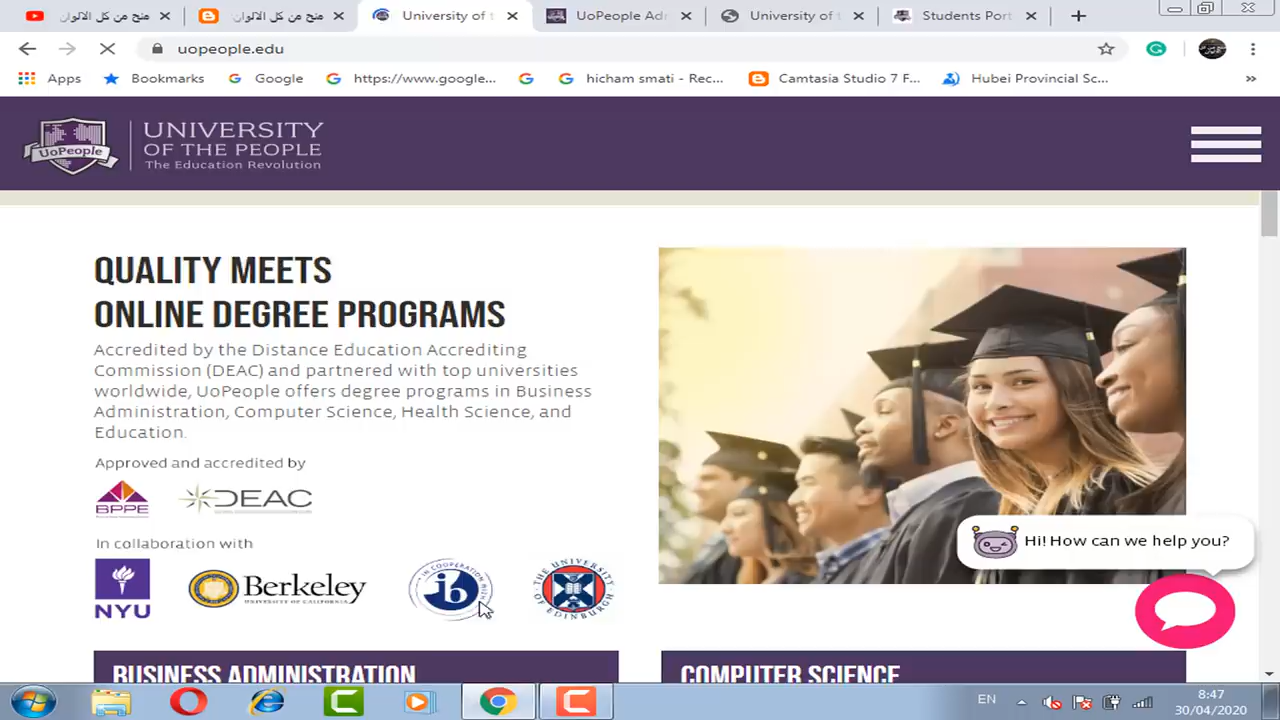 منح من كل الالوان
منح من كل الالوان
University of t
UoPeople Adr
University of
Students Port
uopeople.edu
Apps
Bookmarks
Google
https://www.google...
hicham smati - Rec...
Camtasia Studio 7 F...
Hubei Provincial Sc...
»
UoPeople
UNIVERSITY
OF THE PEOPLE
The Education Revolution
QUALITY MEETS
ONLINE DEGREE PROGRAMS
Accredited by the Distance Education Accrediting
Commission (DEAC) and partnered with top universities
worldwide, UoPeople offers degree programs in Business
Administration, Computer Science, Health Science, and
Education.
Approved and accredited by
BPPE
DEAC
In collaboration with
NYU
Berkeley
UNIVERSITY OF CALIFORNIA
IN COOPERATION WITH
ib
THE UNIVERSITY
OF EDINBURGH
Hi! How can we help you?
BUSINESS ADMINISTRATION
COMPUTER SCIENCE
EN
8:47
30/04/2020